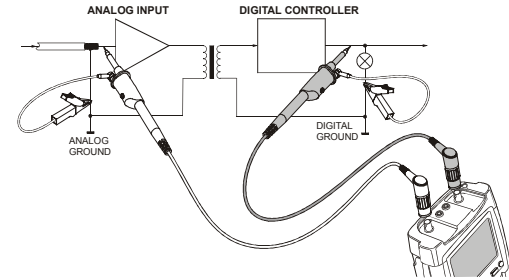 ANALOG INPUT
DIGITAL CONTROLLER
ANALOG
GROUND
DIGITAL
GROUND